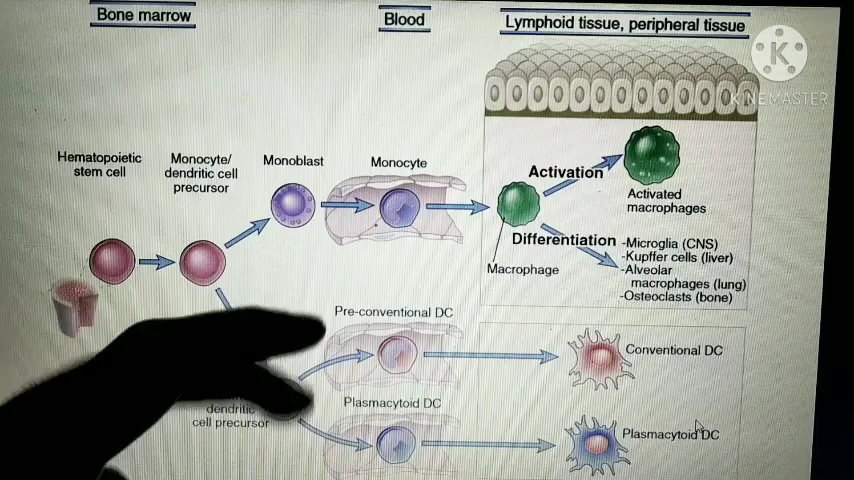 Bone marrow
Blood
Lymphoid tissue, peripheral tissue
K
KINEMASTER
Hematopoietic
stem cell
Monocyte/
dendritic cell
precursor
Monoblast
Monocyte
Activation
Activated
macrophages
Macrophage
Differentiation
-Microglia (CNS)
-Kupffer cells (liver)
-Alveolar
macrophages (lung)
-Osteoclasts (bone)
Pre-conventional DC
Conventional DC
dendritic
cell precursor
Plasmacytoid DC
Plasmacytoid DC